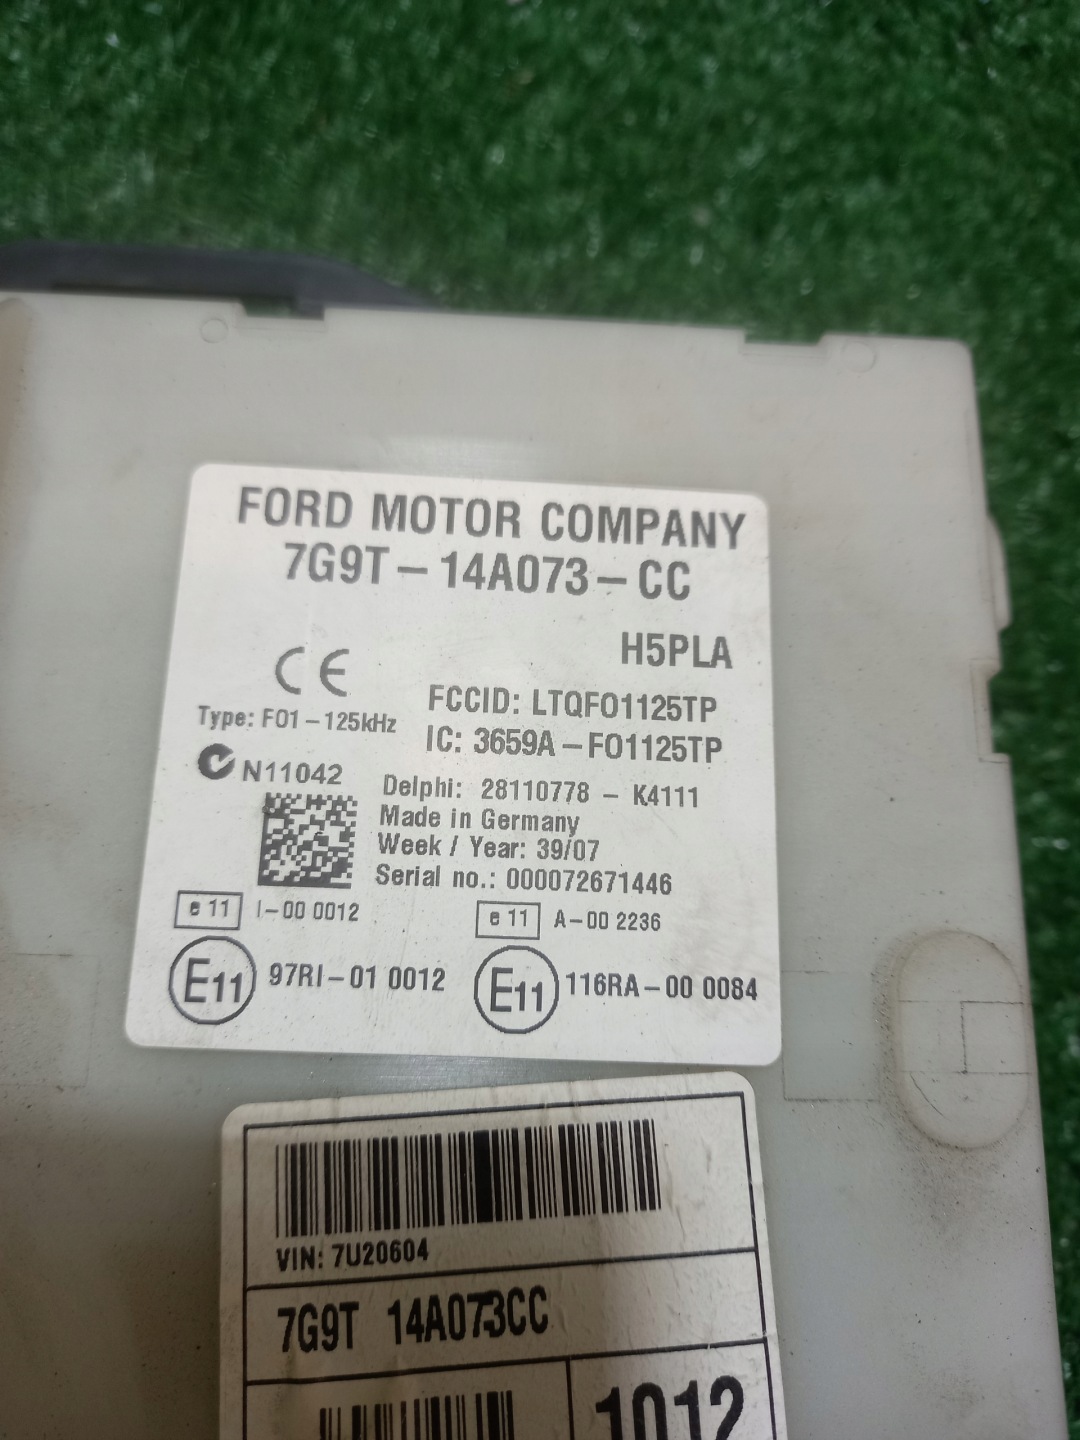 FORD MOTOR COMPANY
7G9T-14A073-CC
H5PLA
CE
FCCID: LTQFO1125TP
Type: FO1-125kHz
IC: 3659A-FO1125TP
N11042
Delphi: 28110778 - K4111
Made in Germany
Week / Year: 39/07
Serial no.: 000072671446
e 11 I-00 0012
e 11 A-00 2236
E11 97RI-01 0012
E11 116RA-00 0084
VIN: 7U20604
7G9T 14A073CC
1012